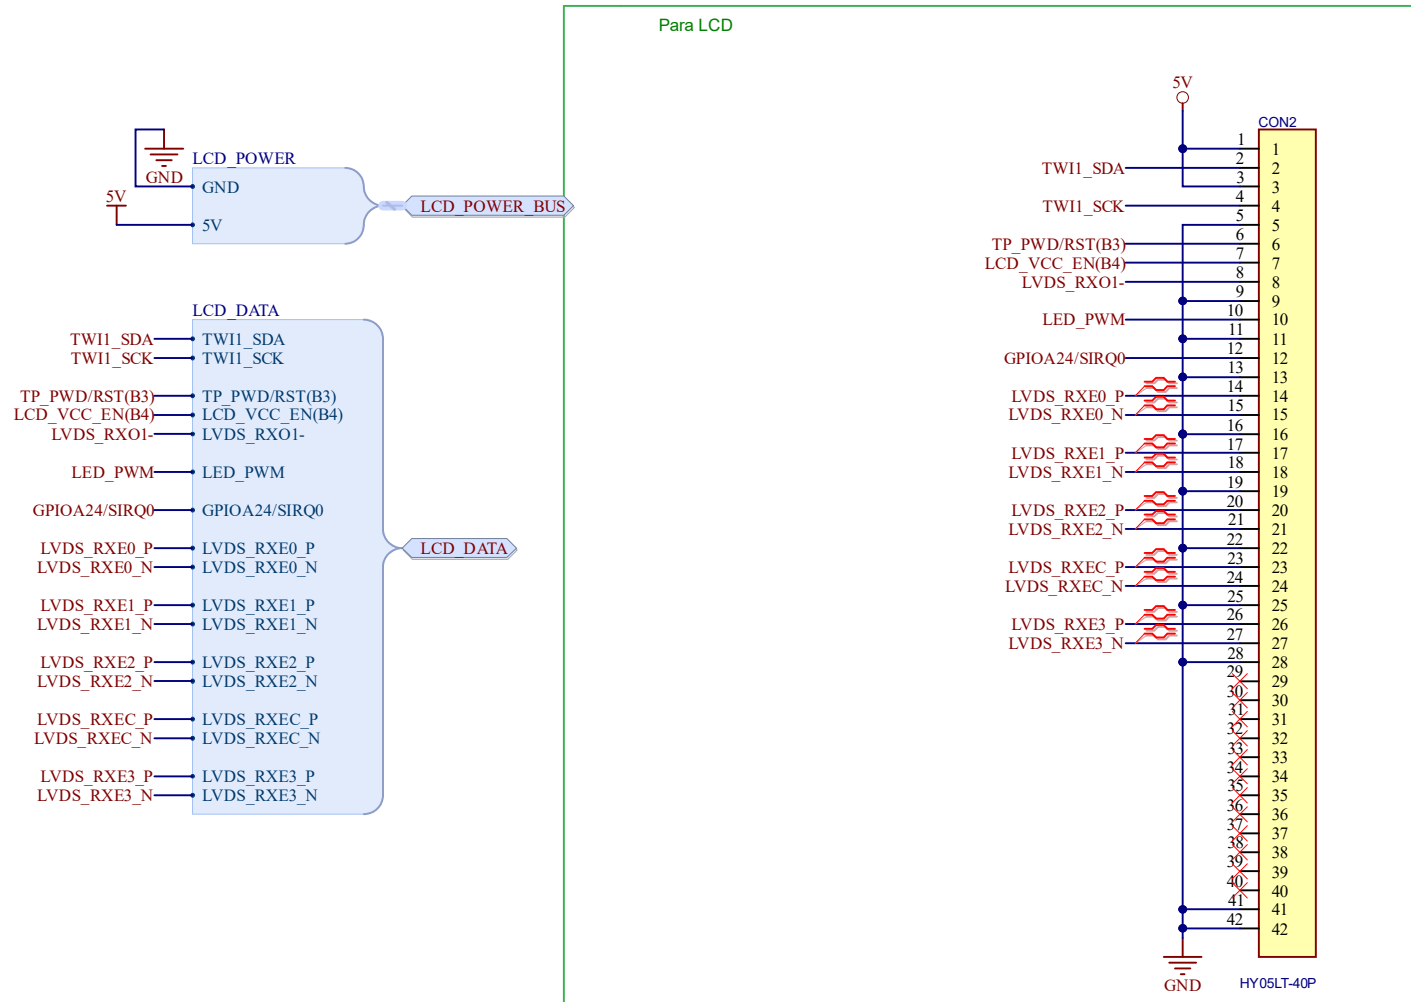 Para LCD
LCD_POWER
GND
GND
5V
5V
LCD_POWER_BUS
LCD_DATA
TWI1_SDA TWI1_SDA
TWI1_SCK TWI1_SCK
TP_PWD/RST(B3) TP_PWD/RST(B3)
LCD_VCC_EN(B4) LCD_VCC_EN(B4)
LVDS_RXO1- LVDS_RXO1-
LED_PWM LED_PWM
GPIOA24/SIRQ0 GPIOA24/SIRQ0
LVDS_RXE0_P LVDS_RXE0_P
LCD_DATA
LVDS_RXE0_N LVDS_RXE0_N
LVDS_RXE1_P LVDS_RXE1_P
LVDS_RXE1_N LVDS_RXE1_N
LVDS_RXE2_P LVDS_RXE2_P
LVDS_RXE2_N LVDS_RXE2_N
LVDS_RXEC_P LVDS_RXEC_P
LVDS_RXEC_N LVDS_RXEC_N
LVDS_RXE3_P LVDS_RXE3_P
LVDS_RXE3_N LVDS_RXE3_N
5V
CON2
1 1
TWI1_SDA 2 2
3 3
TWI1_SCK 4 4
5 5
TP_PWD/RST(B3) 6 6
LCD_VCC_EN(B4) 7 7
LVDS_RXO1- 8 8
9 9
LED_PWM 10 10
11 11
GPIOA24/SIRQ0 12 12
13 13
LVDS_RXE0_P 14 14
LVDS_RXE0_N 15 15
16 16
LVDS_RXE1_P 17 17
LVDS_RXE1_N 18 18
19 19
LVDS_RXE2_P 20 20
LVDS_RXE2_N 21 21
22 22
LVDS_RXEC_P 23 23
LVDS_RXEC_N 24 24
25 25
LVDS_RXE3_P 26 26
LVDS_RXE3_N 27 27
28 28
29 29
30 30
31 31
32 32
33 33
34 34
35 35
36 36
37 37
38 38
39 39
40 40
41 41
42 42
GND
HY05LT-40P